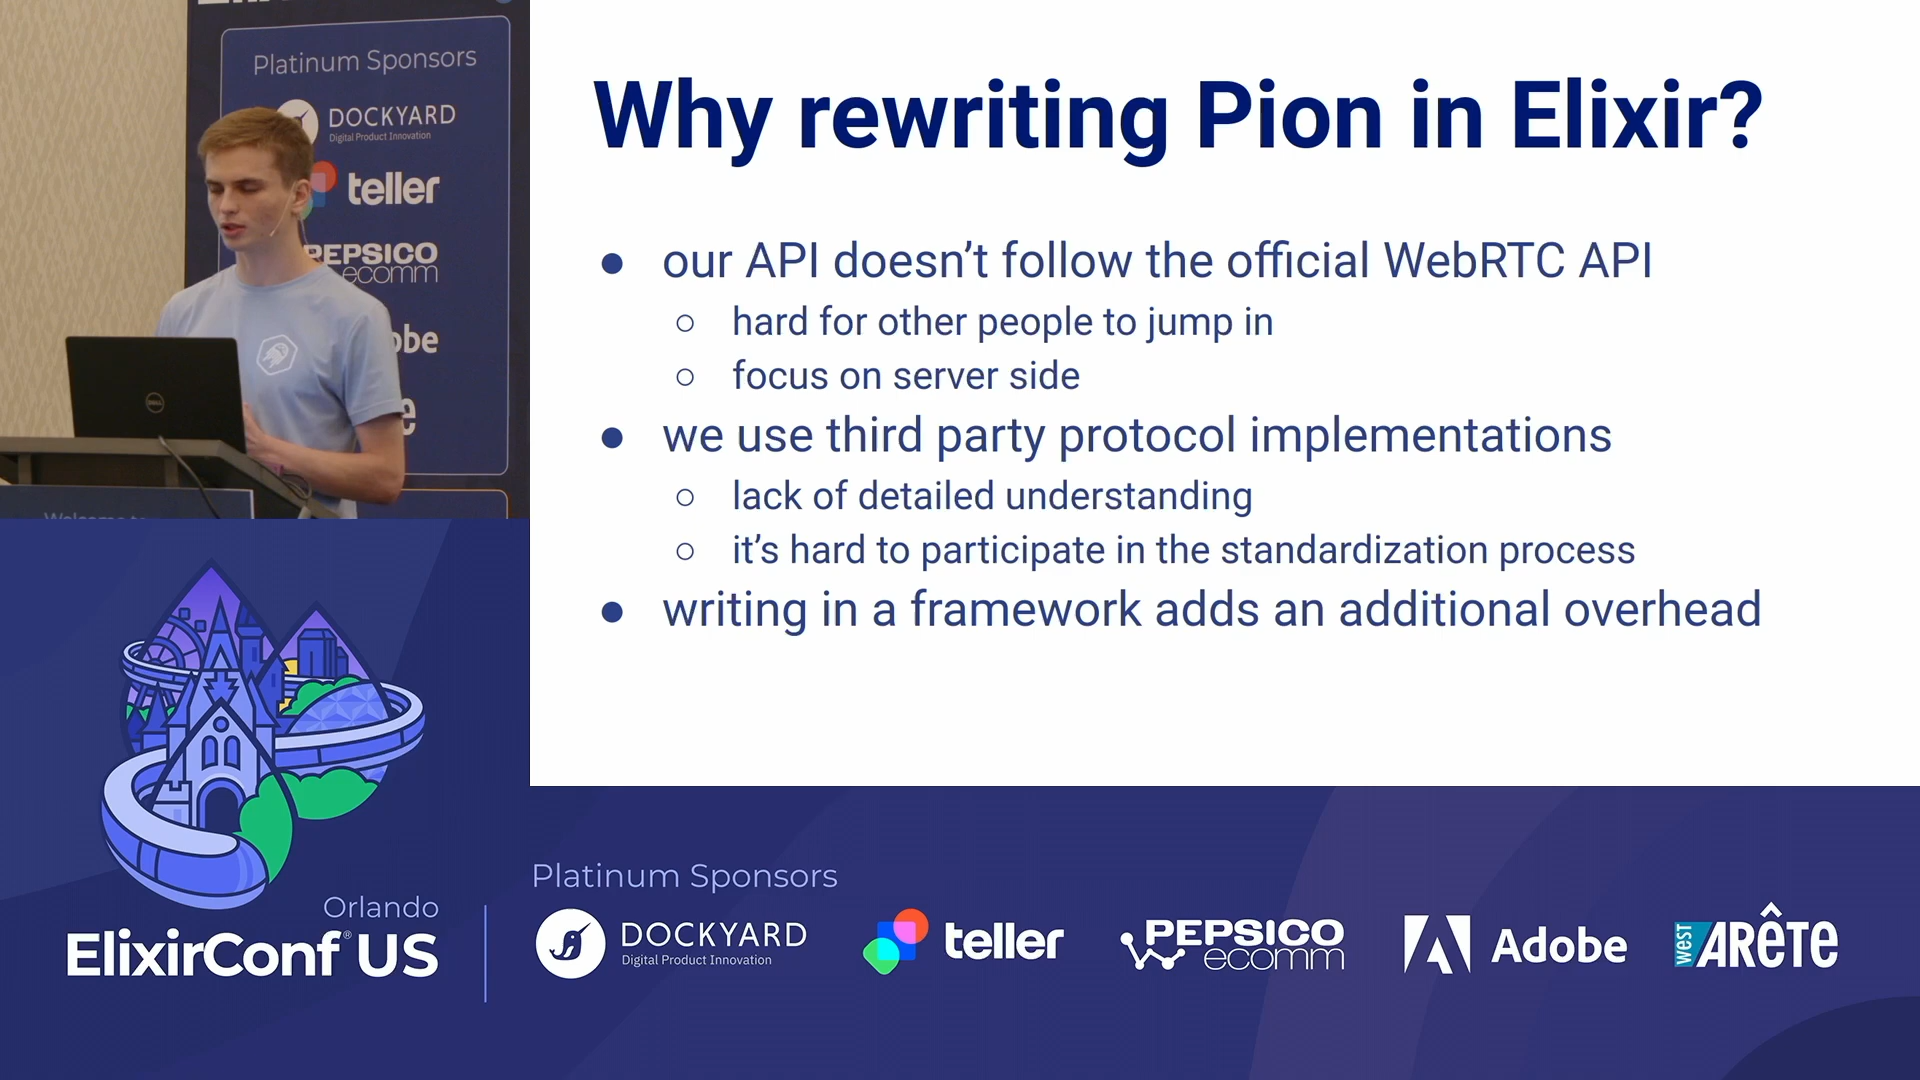 Platinum Sponsors
DOCKYARD
Digital Product Innovation
teller
PEPSICO
ecomm
obe
e
DELL
Why rewriting Pion in Elixir?
● our API doesn’t follow the official WebRTC API
○ hard for other people to jump in
○ focus on server side
● we use third party protocol implementations
○ lack of detailed understanding
○ it’s hard to participate in the standardization process
● writing in a framework adds an additional overhead
Orlando
ElixirConf® US
Platinum Sponsors
DOCKYARD
Digital Product Innovation
teller
PEPSICO
ecomm
Adobe
west ARÊTE